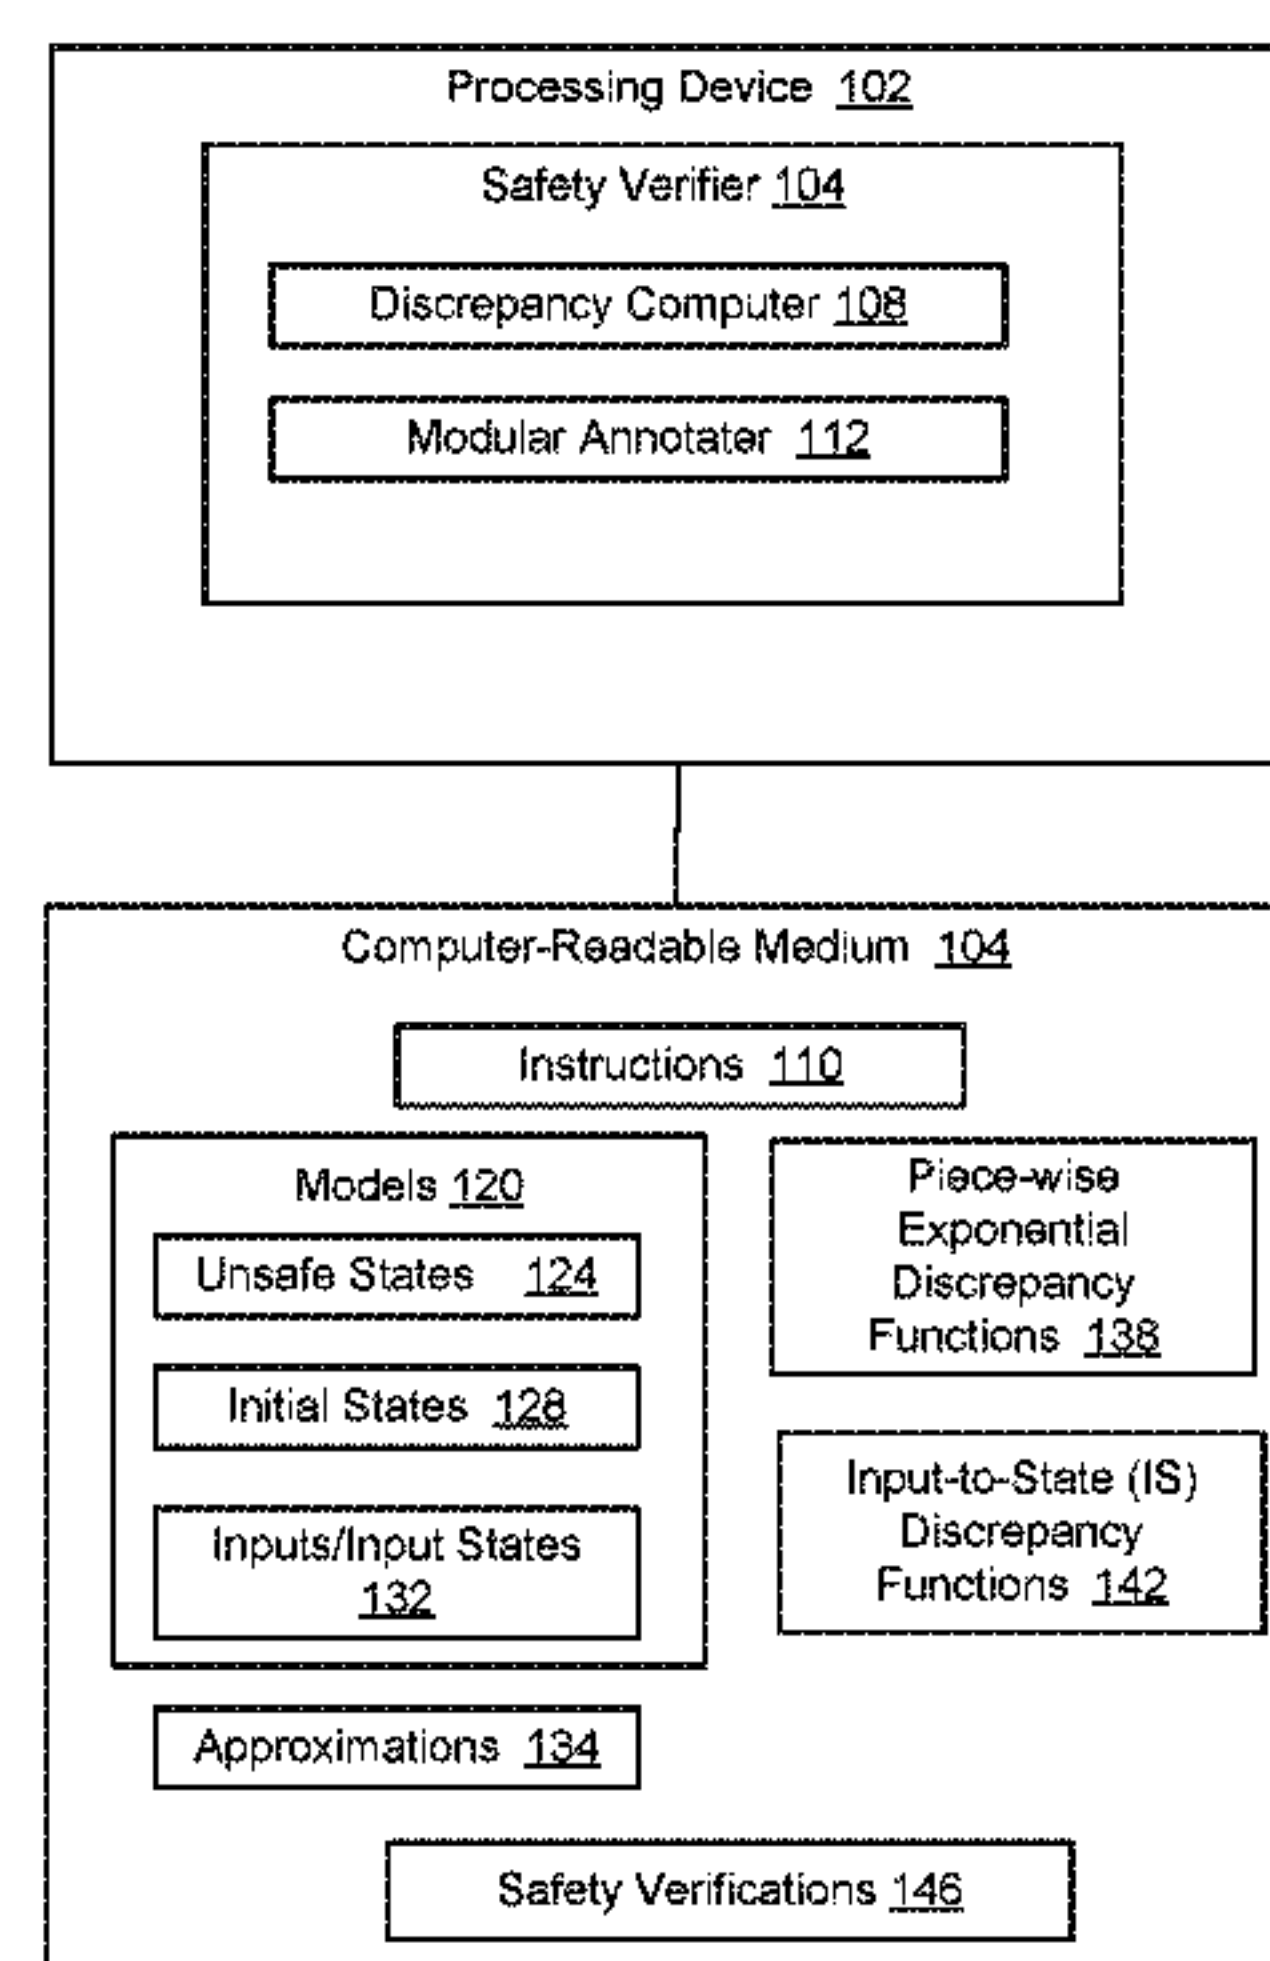 Processing Device 102
Safety Verifier 104
Discrepancy Computer 108
Modular Annotater 112
Computer-Readable Medium 104
Instructions 110
Models 120
Unsafe States 124
Initial States 128
Inputs/Input States
132
Approximations 134
Piece-wise
Exponential
Discrepancy
Functions 138
Input-to-State (IS)
Discrepancy
Functions 142
Safety Verifications 146